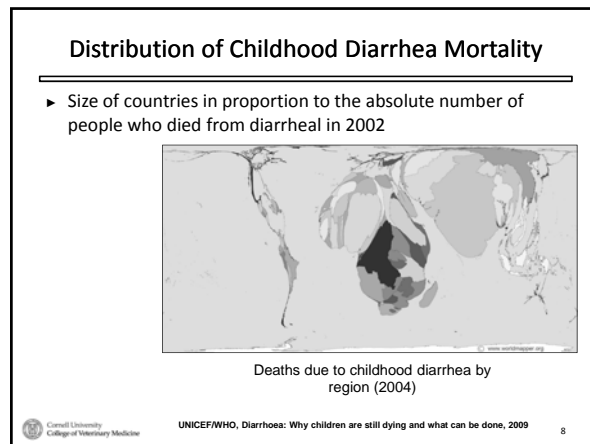 Distribution of Childhood Diarrhea Mortality
► Size of countries in proportion to the absolute number of
people who died from diarrheal in 2002
© www.worldmapper.org
Deaths due to childhood diarrhea by
region (2004)
Cornell University
College of Veterinary Medicine
UNICEF/WHO, Diarrhoea: Why children are still dying and what can be done, 2009
8